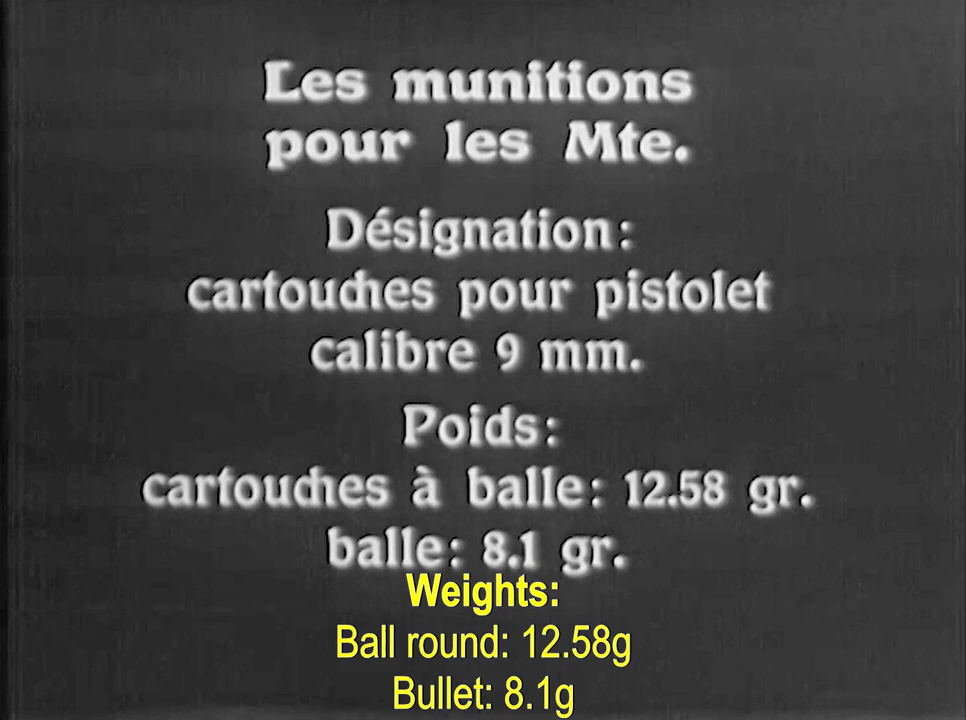 Les munitions
pour les Mte.
Désignation:
cartouches pour pistolet
calibre 9 mm.
Poids:
cartouches à balle: 12.58 gr.
balle: 8.1 gr.
Weights:
Ball round: 12.58g
Bullet: 8.1g